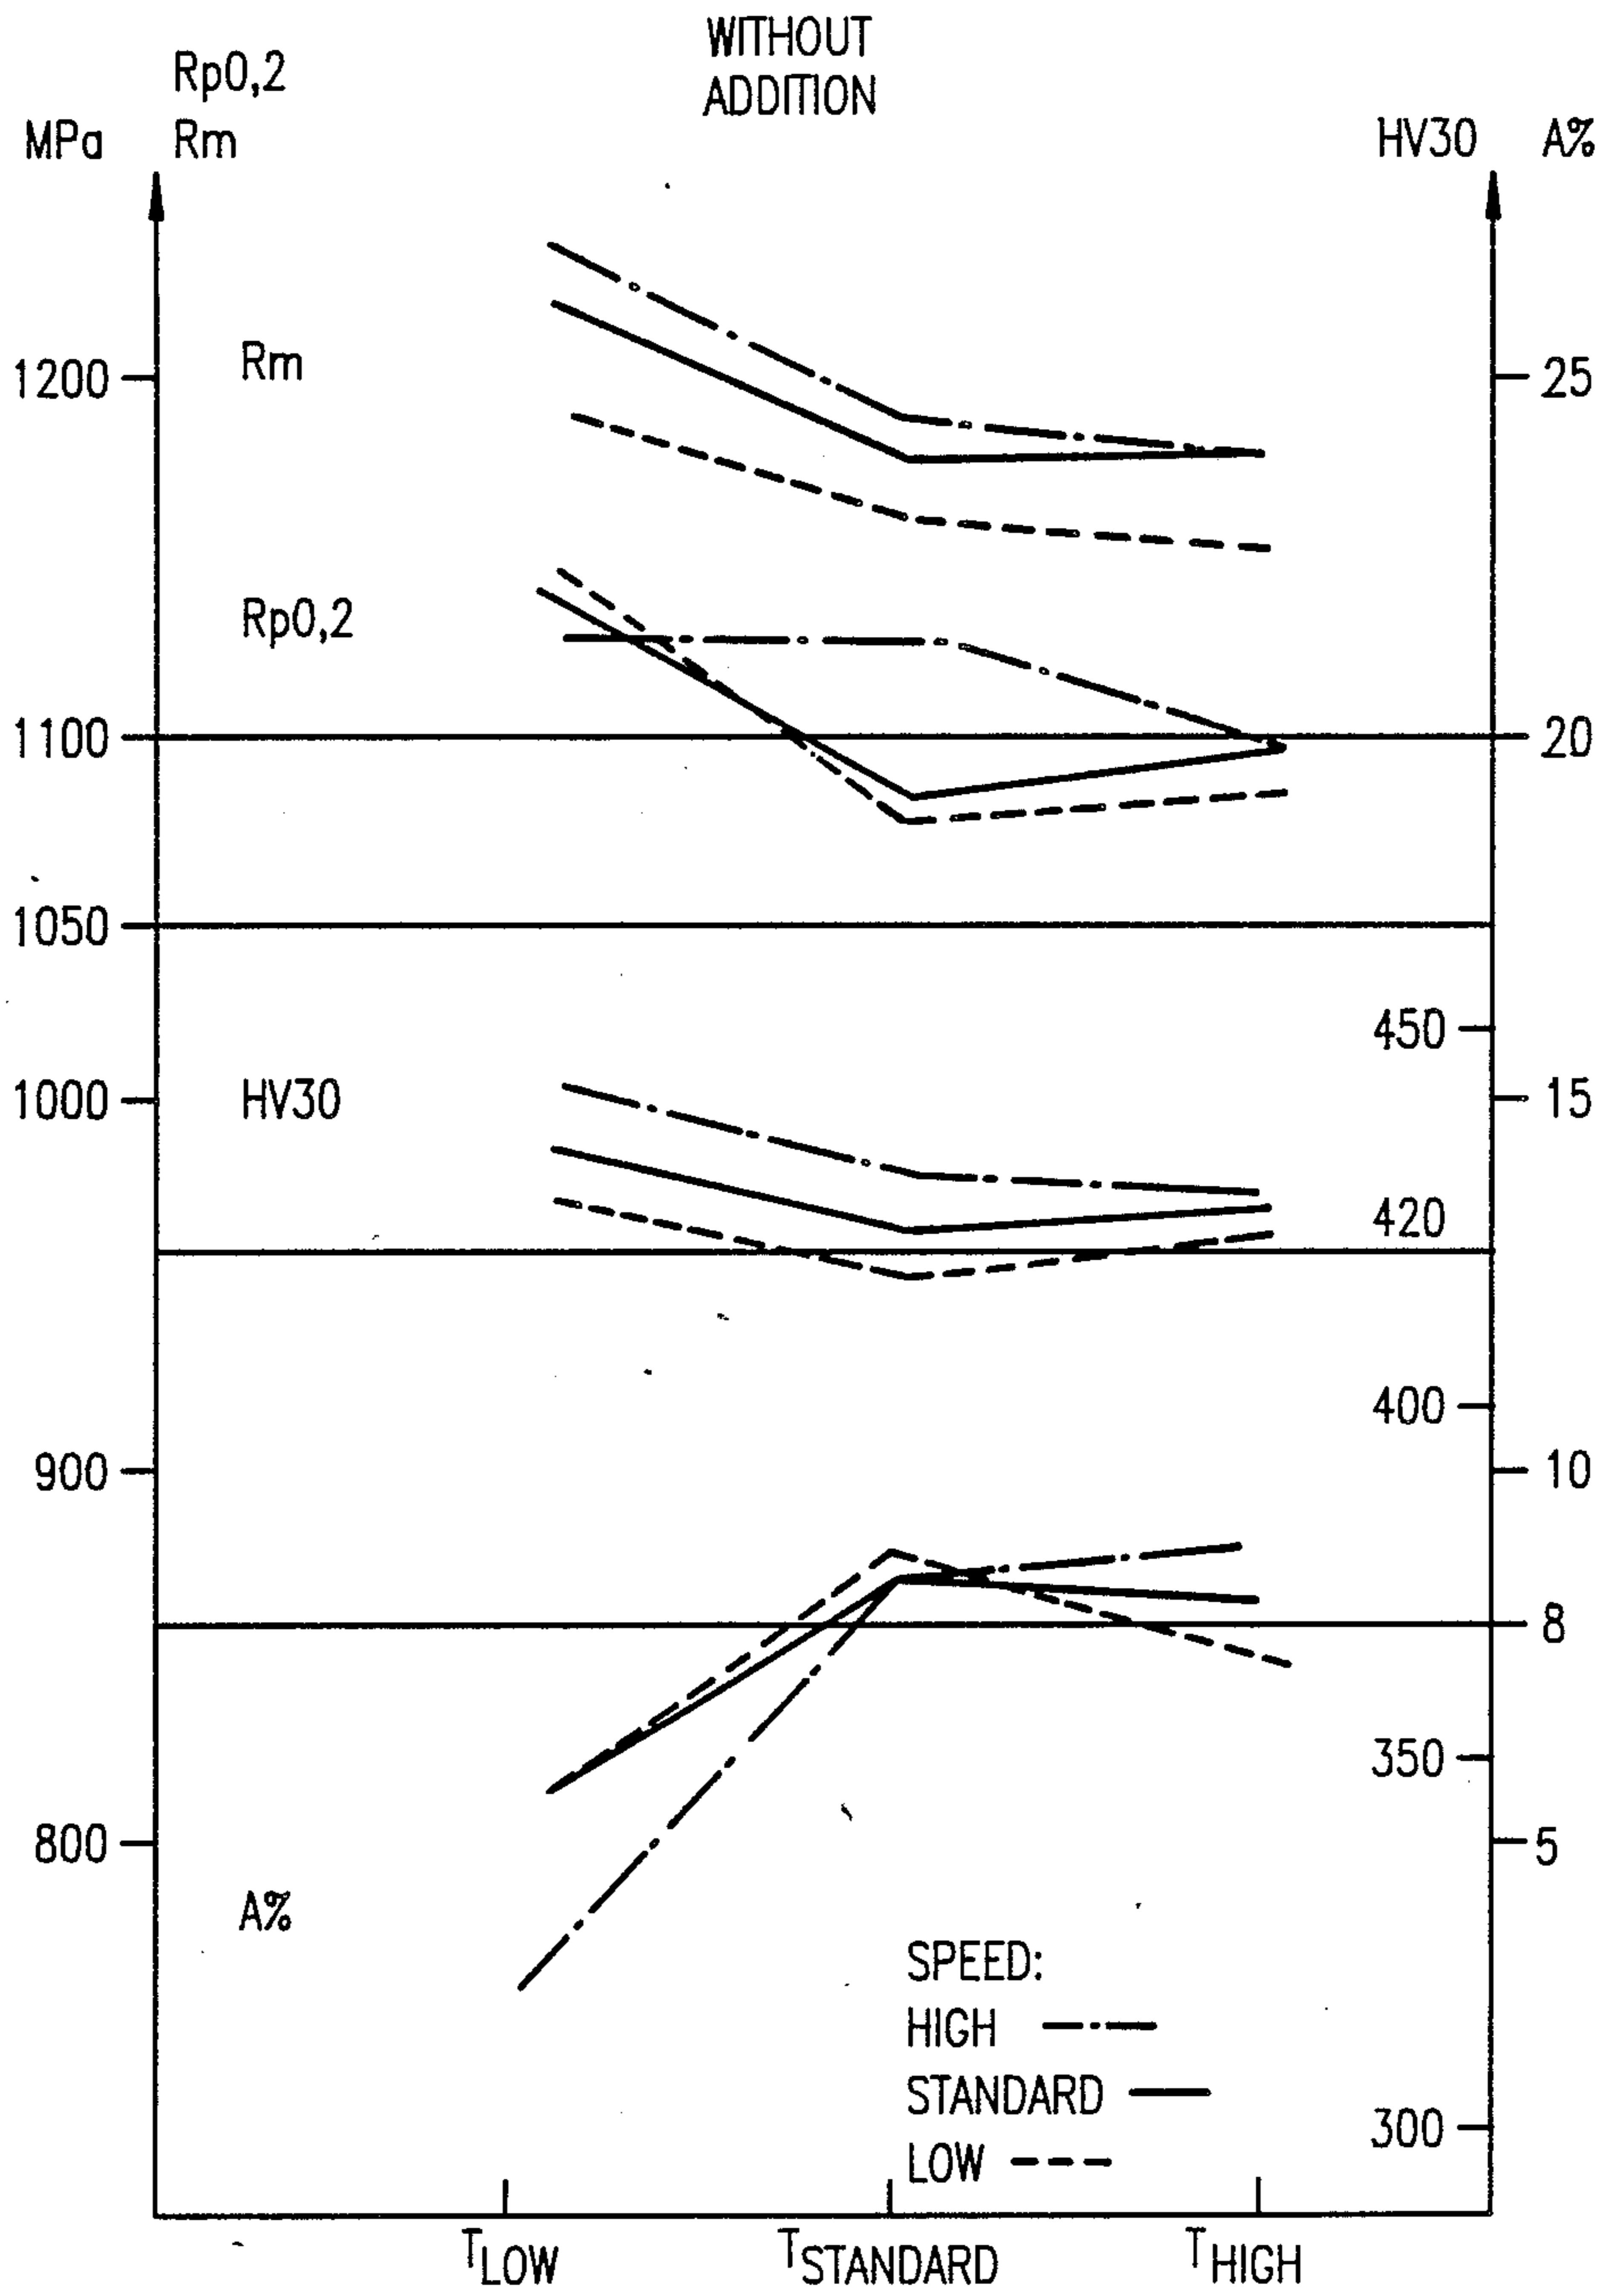 WITHOUT
ADDITION
Rp0,2
MPa Rm
HV30 A%
1200
Rm
25
Rp0,2
1100
20
1050
450
1000
HV30
15
420
400
900
10
8
350
800
5
A%
SPEED:
HIGH
STANDARD
300
LOW
TLOW TSTANDARD THIGH